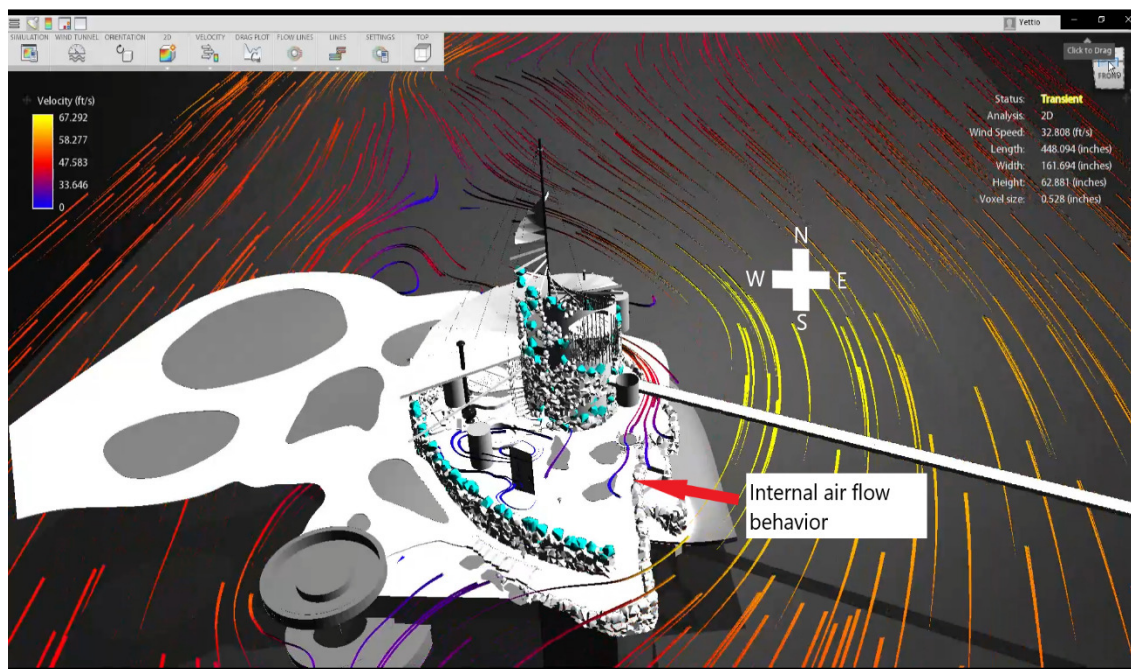 Yettio
SIMULATION WIND TUNNEL ORIENTATION 2D VELOCITY DRAG PLOT FLOW LINES LINES SETTINGS TOP
Click to Drag
FRONT
Velocity (ft/s)
67.292
58.277
47.583
33.646
0
Status: Transient
Analysis: 2D
Wind Speed: 32.808 (ft/s)
Length: 448.094 (inches)
Width: 161.694 (inches)
Height: 62.881 (inches)
Voxel size: 0.528 (inches)
N
W E
S
Internal air flow
behavior